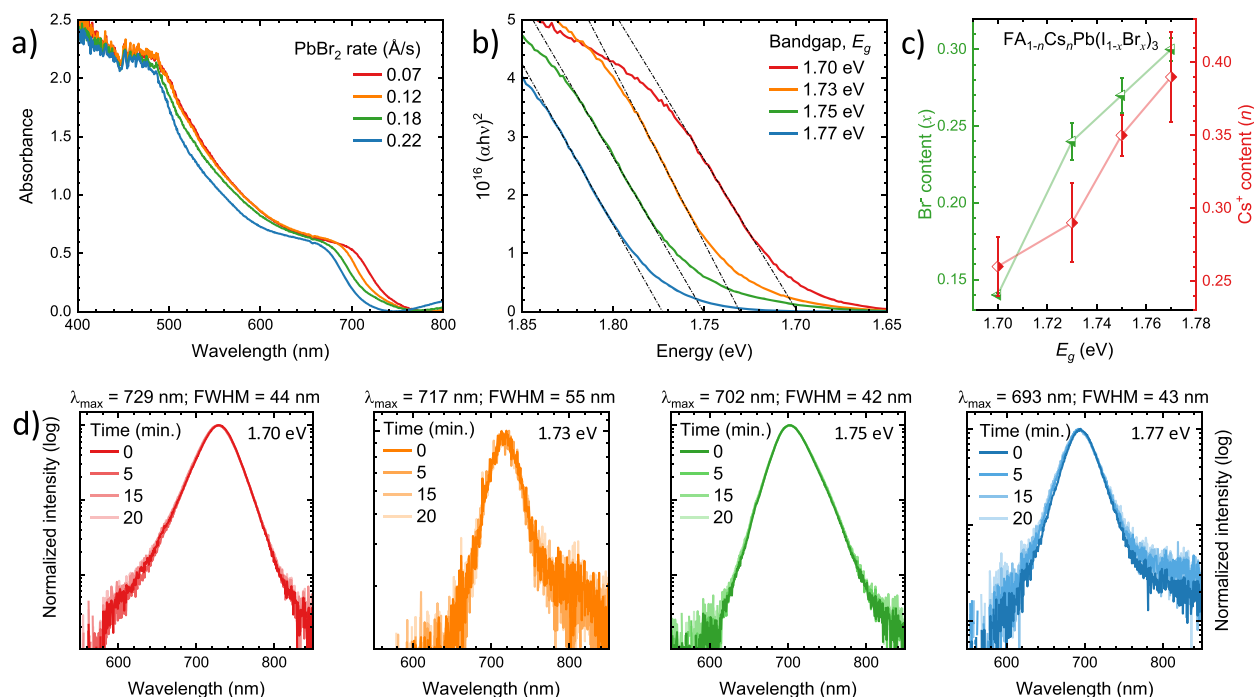 a)
PbBr₂ rate (Å/s)
0.07
0.12
0.18
0.22
Absorbance
2.5
2.0
1.5
1.0
0.5
0.0
400
500
600
700
800
Wavelength (nm)
b)
Bandgap, E_g
1.70 eV
1.73 eV
1.75 eV
1.77 eV
10¹⁶ (αhν)²
5
4
3
2
1
0
1.85
1.80
1.75
1.70
1.65
Energy (eV)
c)
FA₁₋ₙCsₙPb(I₁₋ₓBrₓ)₃
Br⁻ content (x)
0.30
0.25
0.20
0.15
Cs⁺ content (n)
0.40
0.35
0.30
0.25
1.70
1.72
1.74
1.76
1.78
E_g (eV)
d)
λmax = 729 nm; FWHM = 44 nm
Normalized intensity (log)
Time (min.)
0
5
15
20
1.70 eV
600
700
800
Wavelength (nm)
λmax = 717 nm; FWHM = 55 nm
Time (min.)
0
5
15
20
1.73 eV
600
700
800
Wavelength (nm)
λmax = 702 nm; FWHM = 42 nm
Time (min.)
0
5
15
20
1.75 eV
600
700
800
Wavelength (nm)
λmax = 693 nm; FWHM = 43 nm
Time (min.)
0
5
15
20
1.77 eV
600
700
800
Wavelength (nm)
Normalized intensity (log)